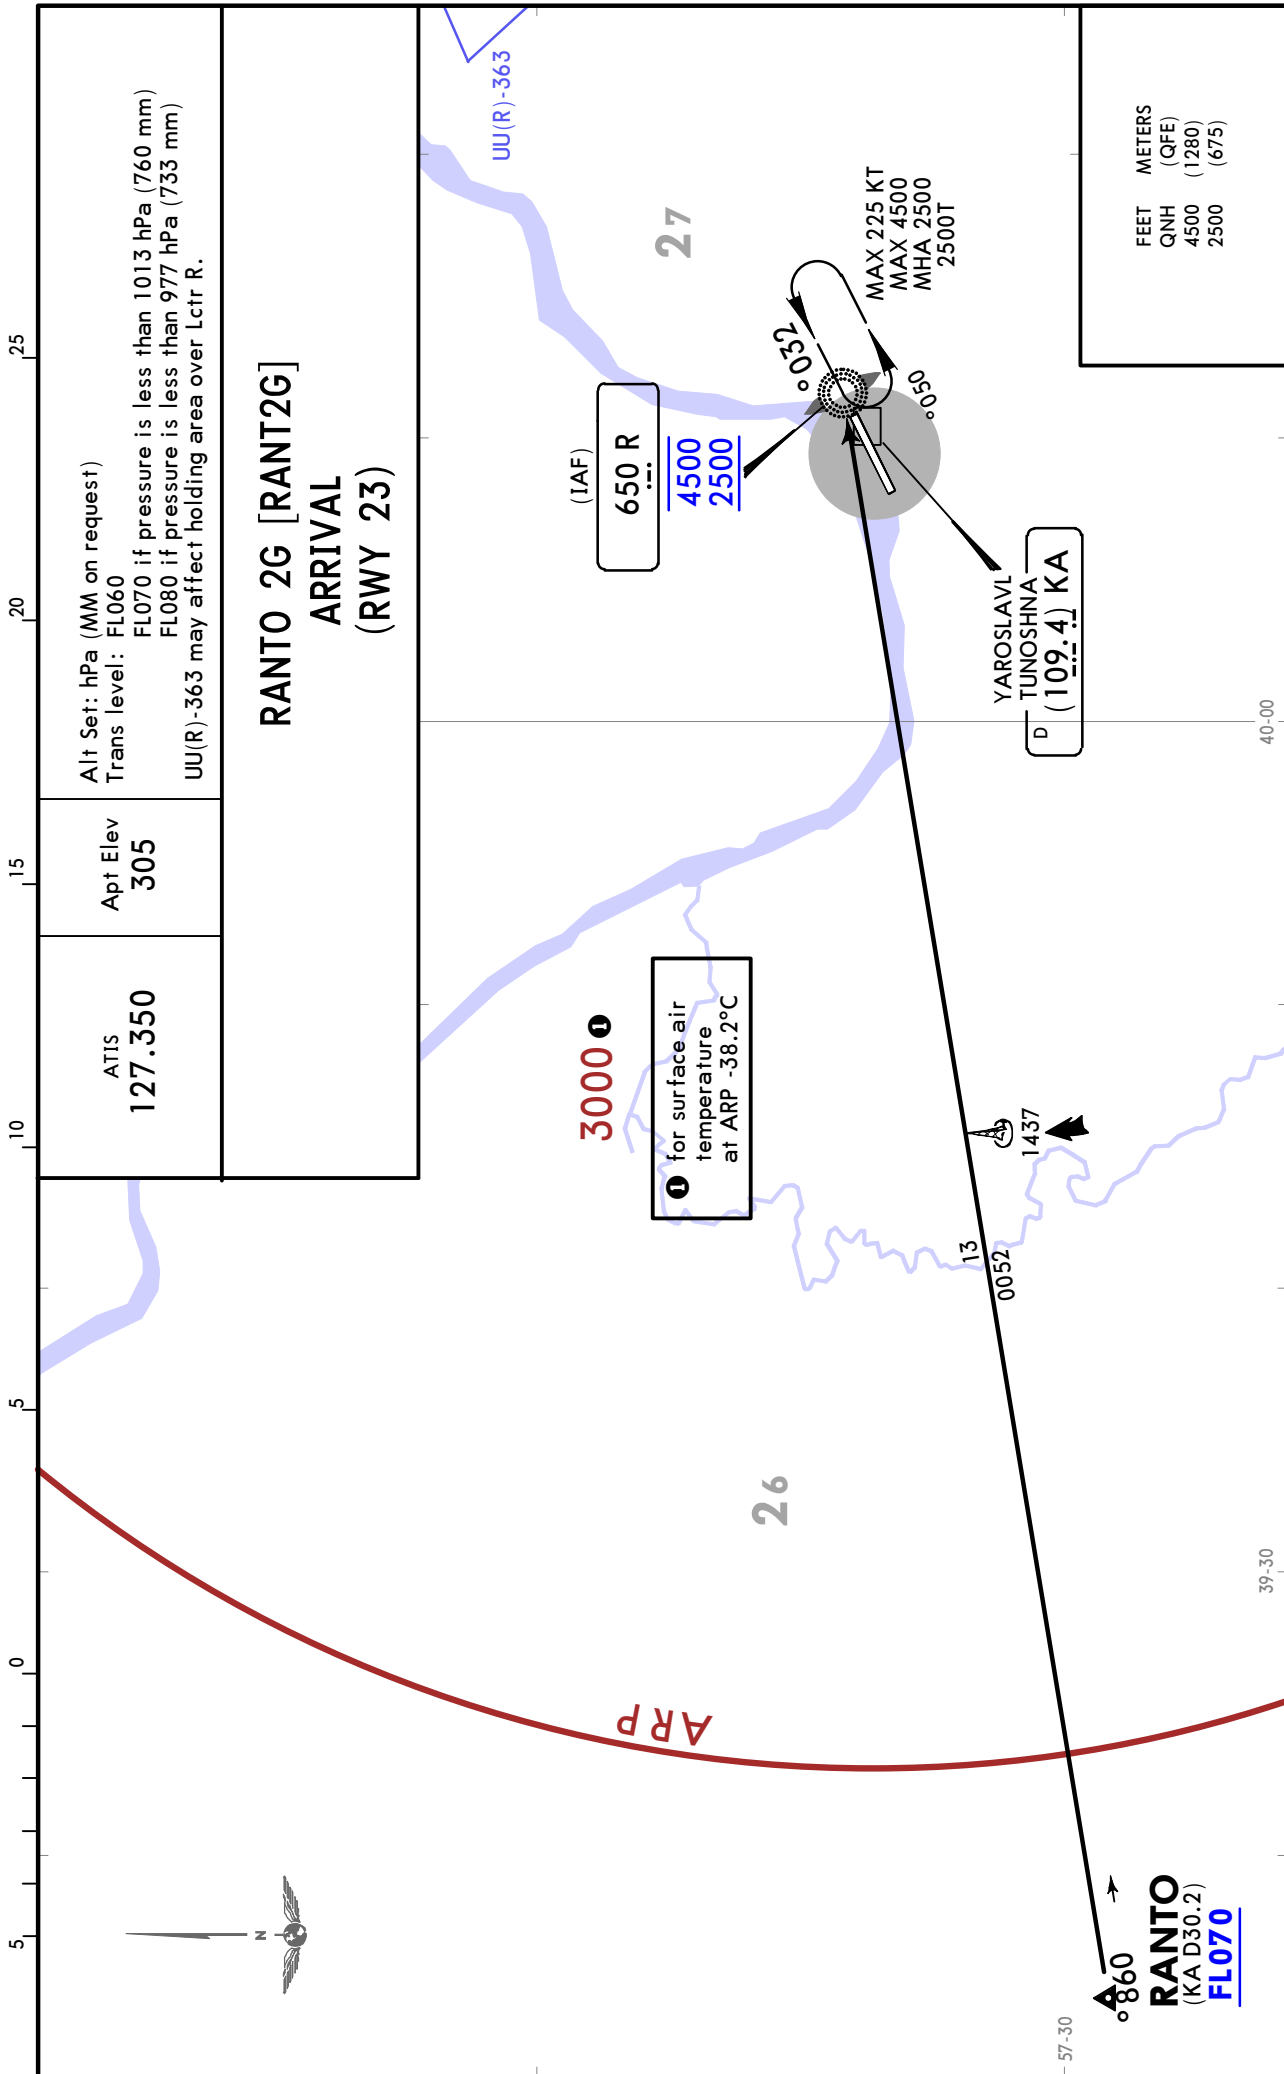 5
0
5
10
15
20
25
ATIS
127.350
Apt Elev
305
Alt Set: hPa (MM on request)
Trans level: FL060
FL070 if pressure is less than 1013 hPa (760 mm)
FL080 if pressure is less than 977 hPa (733 mm)
UU(R)-363 may affect holding area over Lctr R.
RANTO 2G [RANT2G]
ARRIVAL
(RWY 23)
UU(R)-363
N
3000 ❶
❶ for surface air
temperature
at ARP -38.2°C
(IAF)
650 R
4500
2500
27
°032
MAX 225 KT
MAX 4500
MHA 2500
2500T
°050
26
ARP
YAROSLAVL
TUNOSHNA
D (109.4) KA
13
0052
1437
°860
RANTO
(KA D30.2)
FL070
57-30
39-30
40-00
FEET METERS
QNH (QFE)
4500 (1280)
2500 (675)